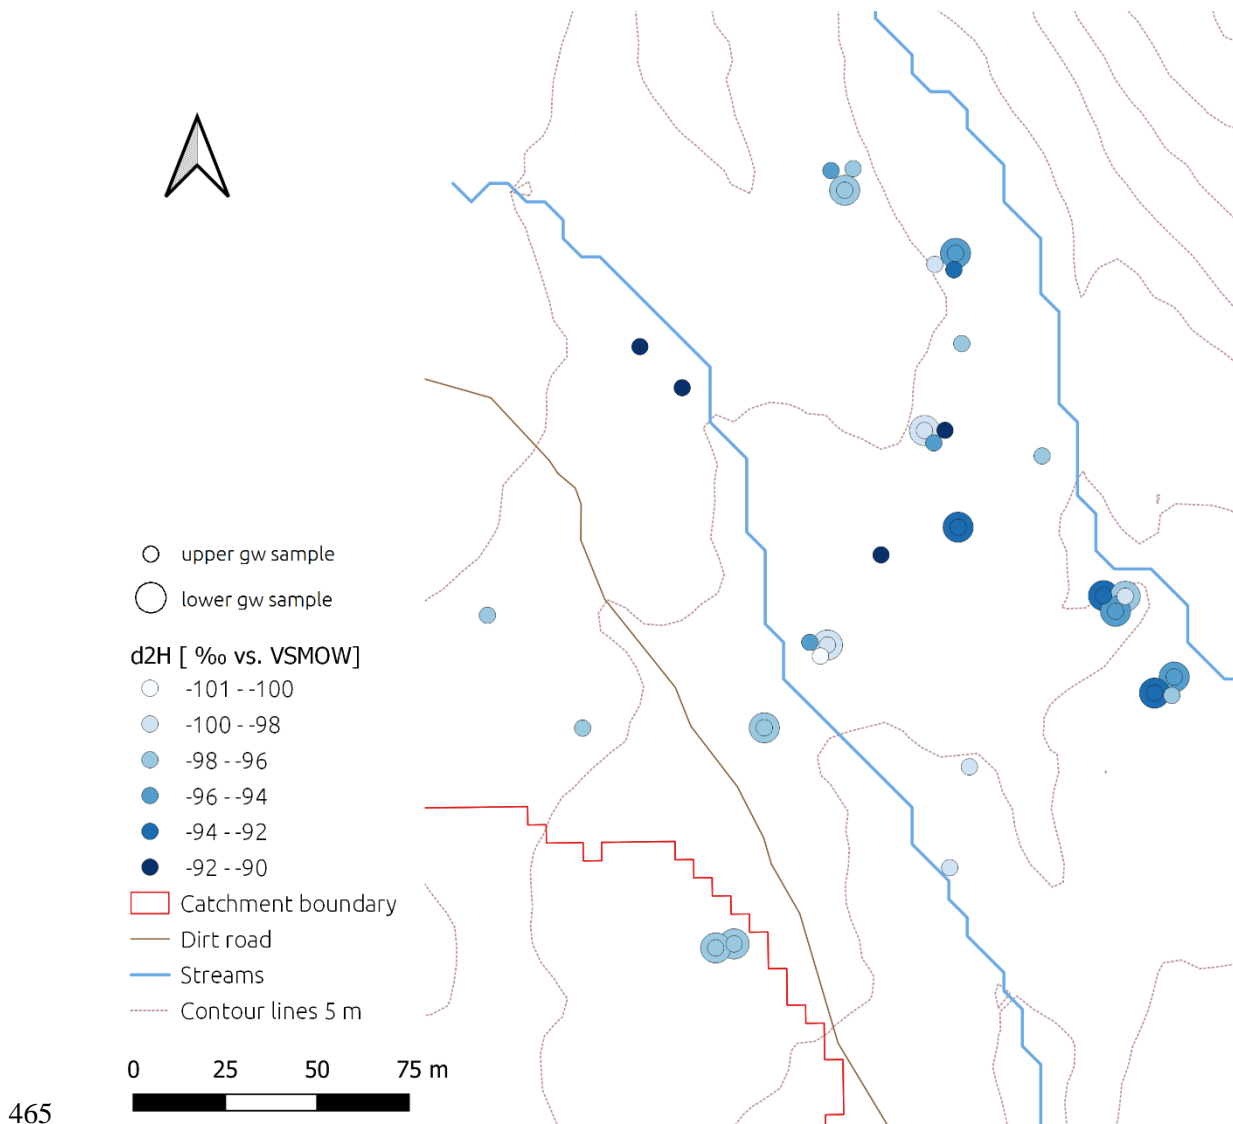 upper gw sample
lower gw sample
d2H [ ‰ vs. VSMOW]
-101 - -100
-100 - -98
-98 - -96
-96 - -94
-94 - -92
-92 - -90
Catchment boundary
Dirt road
Streams
Contour lines 5 m
0 25 50 75 m
465